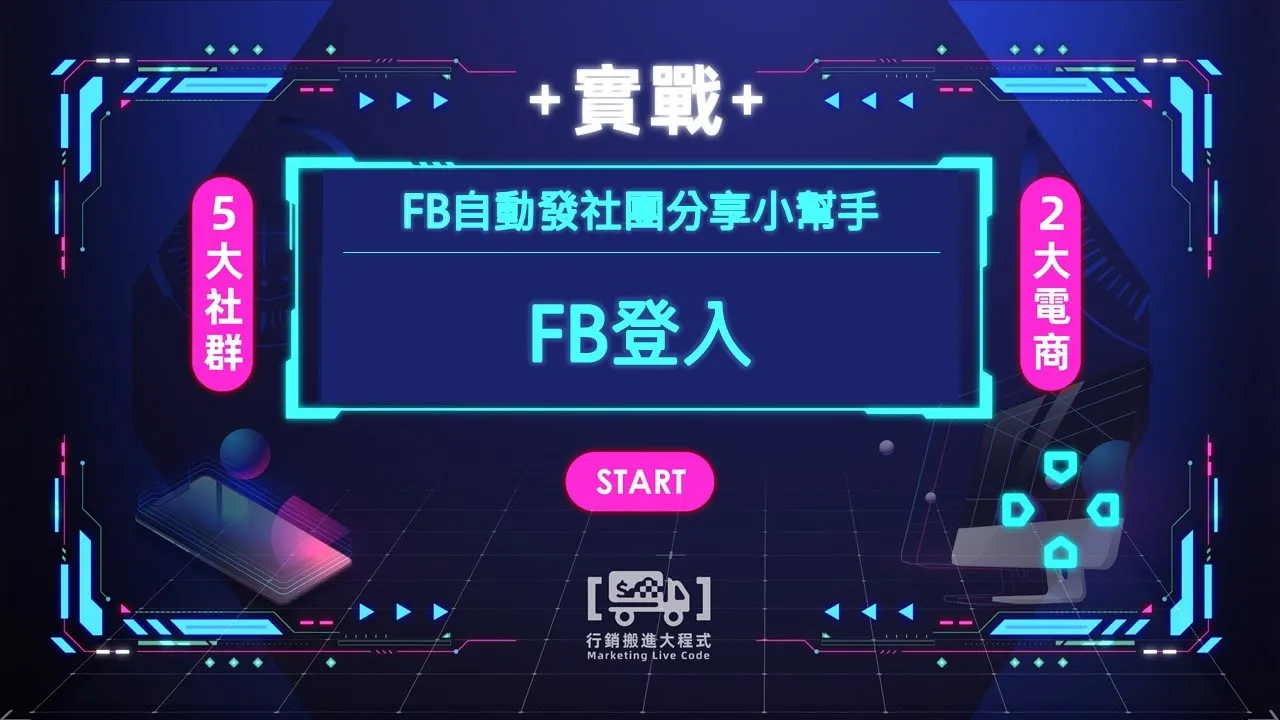 +實戰+
FB自動發社團分享小幫手
5大社群
2大電商
FB登入
START
行銷搬進大程式
Marketing Live Code